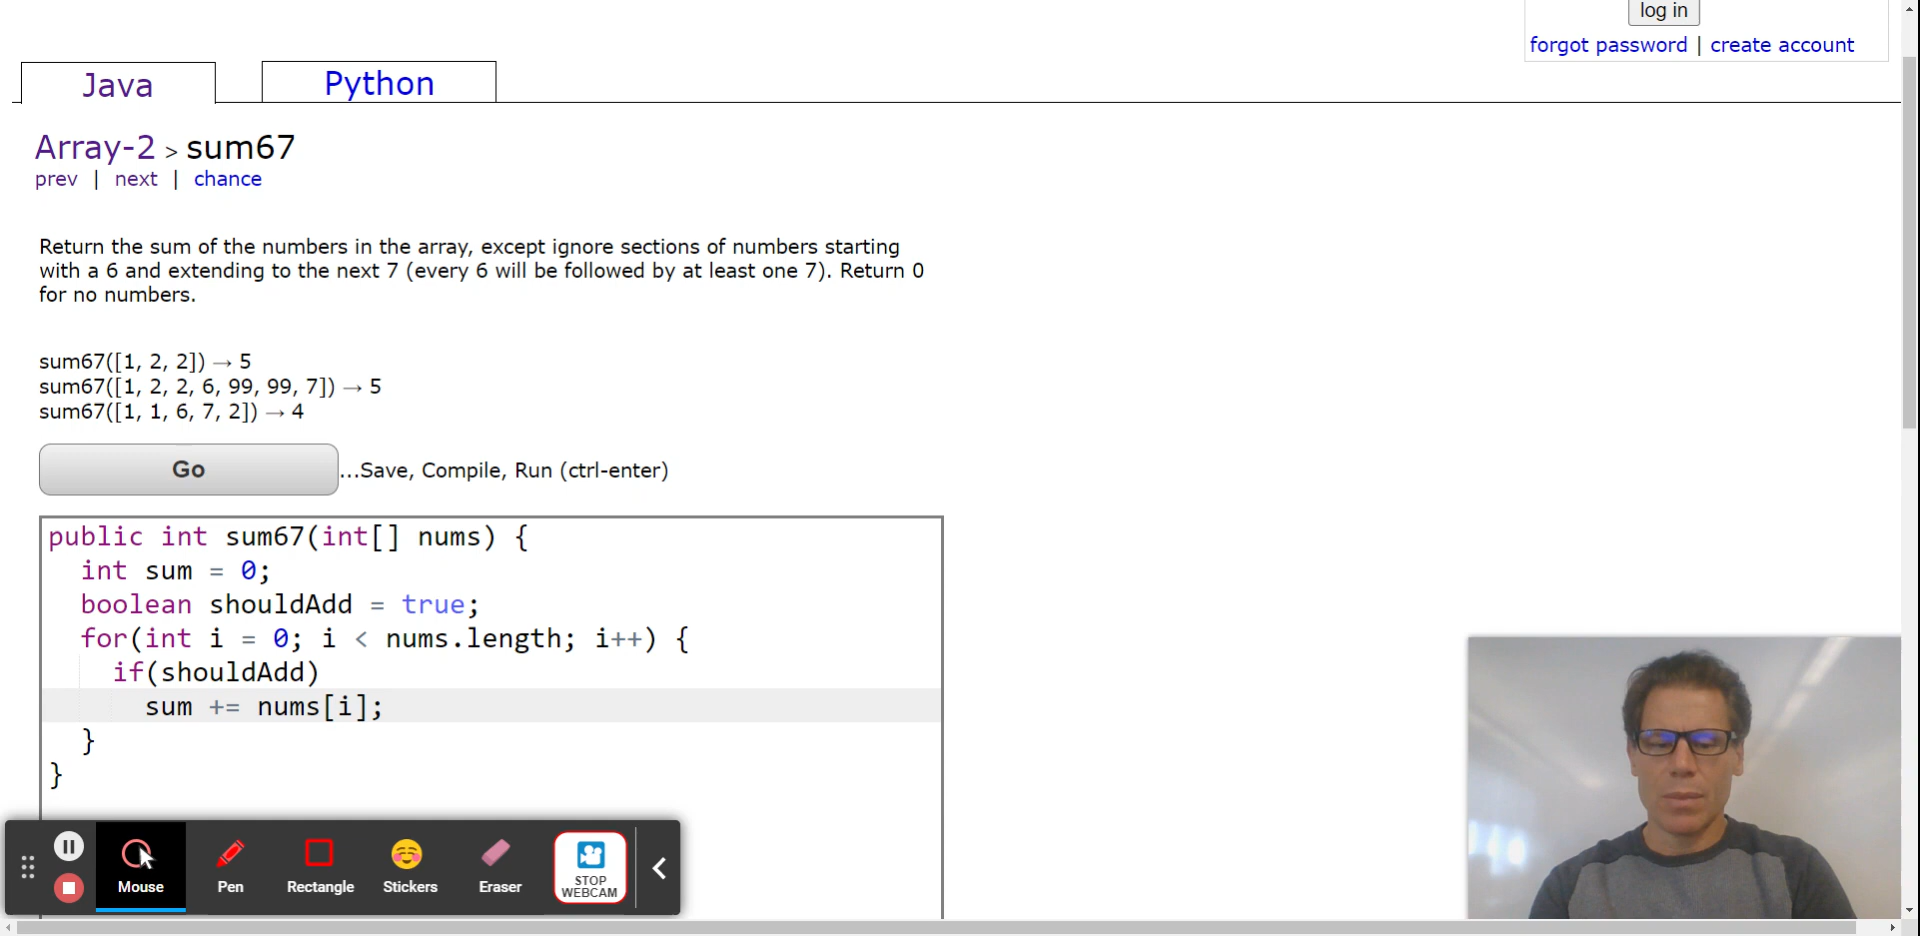 log in
forgot password | create account
Java
Python
Array-2 > sum67
prev | next | chance
Return the sum of the numbers in the array, except ignore sections of numbers starting
with a 6 and extending to the next 7 (every 6 will be followed by at least one 7). Return 0
for no numbers.
sum67([1, 2, 2]) → 5
sum67([1, 2, 2, 6, 99, 99, 7]) → 5
sum67([1, 1, 6, 7, 2]) → 4
Go
...Save, Compile, Run (ctrl-enter)
public int sum67(int[] nums) {
  int sum = 0;
  boolean shouldAdd = true;
  for(int i = 0; i < nums.length; i++) {
    if(shouldAdd)
      sum += nums[i];
  }
}
Mouse
Pen
Rectangle
Stickers
Eraser
STOP
WEBCAM